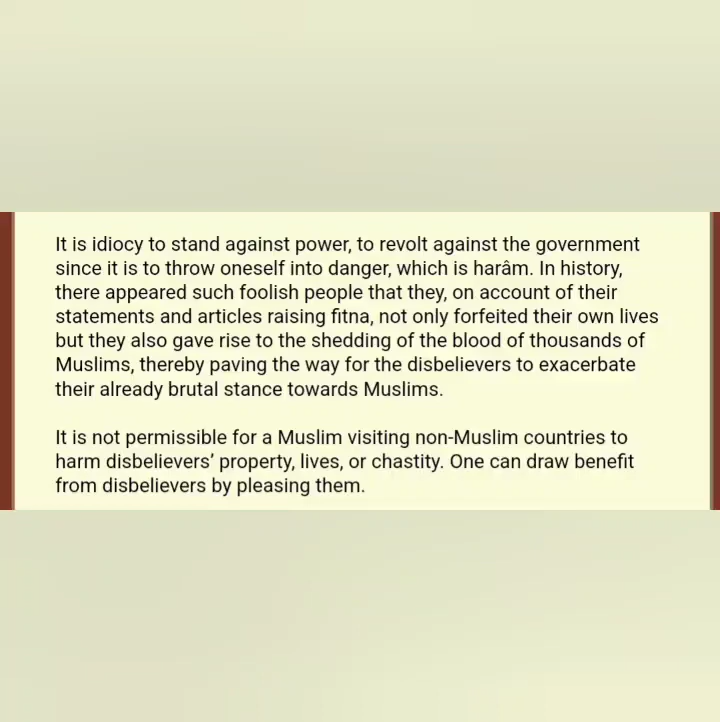 It is idiocy to stand against power, to revolt against the government
since it is to throw oneself into danger, which is harâm. In history,
there appeared such foolish people that they, on account of their
statements and articles raising fitna, not only forfeited their own lives
but they also gave rise to the shedding of the blood of thousands of
Muslims, thereby paving the way for the disbelievers to exacerbate
their already brutal stance towards Muslims.
It is not permissible for a Muslim visiting non-Muslim countries to
harm disbelievers’ property, lives, or chastity. One can draw benefit
from disbelievers by pleasing them.